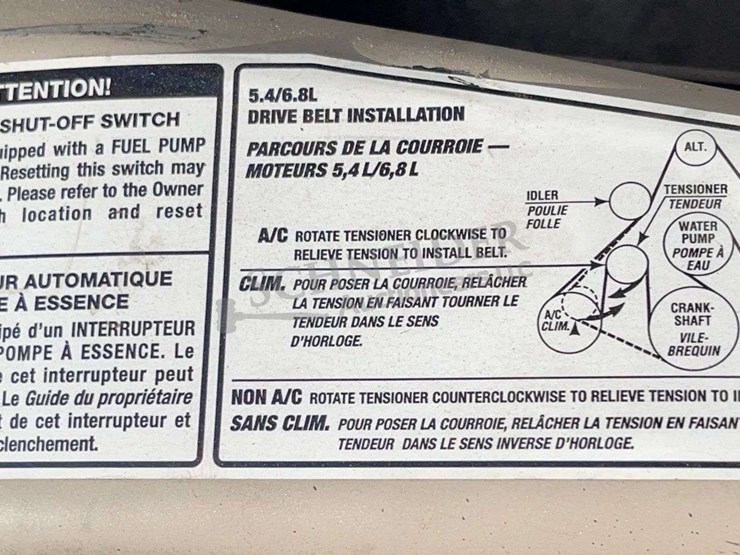 TTENTION!
SHUT-OFF SWITCH
ipped with a FUEL PUMP
Resetting this switch may
. Please refer to the Owner
h location and reset
UR AUTOMATIQUE
E À ESSENCE
ipé d'un INTERRUPTEUR
POMPE À ESSENCE. Le
e cet interrupteur peut
Le Guide du propriétaire
t de cet interrupteur et
clenchement.
5.4/6.8L
DRIVE BELT INSTALLATION
PARCOURS DE LA COURROIE —
MOTEURS 5,4 L/6,8 L
A/C ROTATE TENSIONER CLOCKWISE TO
RELIEVE TENSION TO INSTALL BELT.
CLIM. POUR POSER LA COURROIE, RELÂCHER
LA TENSION EN FAISANT TOURNER LE
TENDEUR DANS LE SENS
D'HORLOGE.
IDLER
POULIE
FOLLE
ALT.
TENSIONER
TENDEUR
WATER
PUMP
POMPE À
EAU
A/C
CLIM.
CRANK-
SHAFT
VILE-
BREQUIN
NON A/C ROTATE TENSIONER COUNTERCLOCKWISE TO RELIEVE TENSION TO I
SANS CLIM. POUR POSER LA COURROIE, RELÂCHER LA TENSION EN FAISAN
TENDEUR DANS LE SENS INVERSE D'HORLOGE.
SCHNEIDER